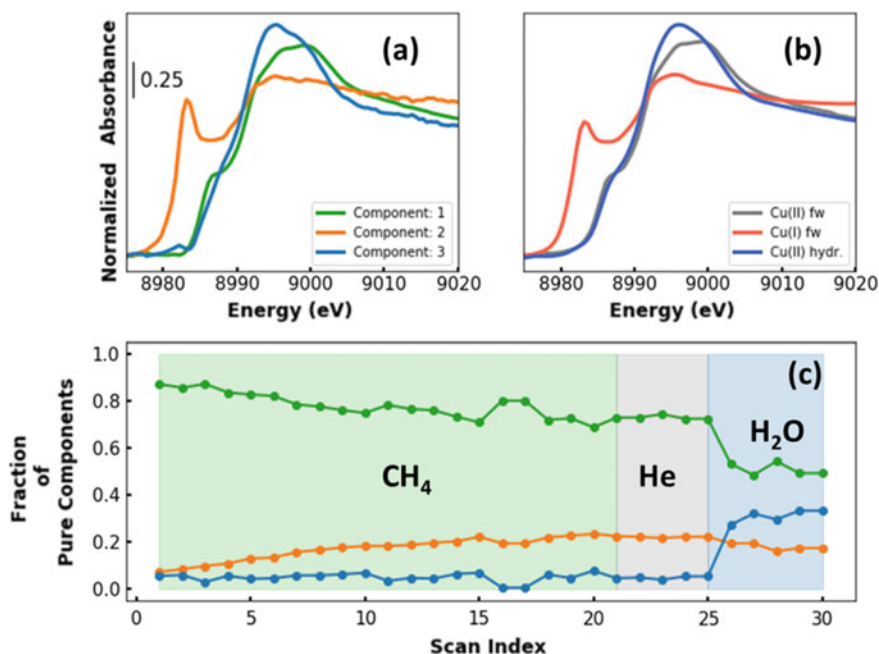 (a)
0.25
Normalized Absorbance
Component: 1
Component: 2
Component: 3
8980 8990 9000 9010 9020
Energy (eV)
(b)
Cu(II) fw
Cu(I) fw
Cu(II) hydr.
8980 8990 9000 9010 9020
Energy (eV)
(c)
Fraction
of
Pure Components
1.0
0.8
0.6
0.4
0.2
0.0
CH₄
He
H₂O
0 5 10 15 20 25 30
Scan Index